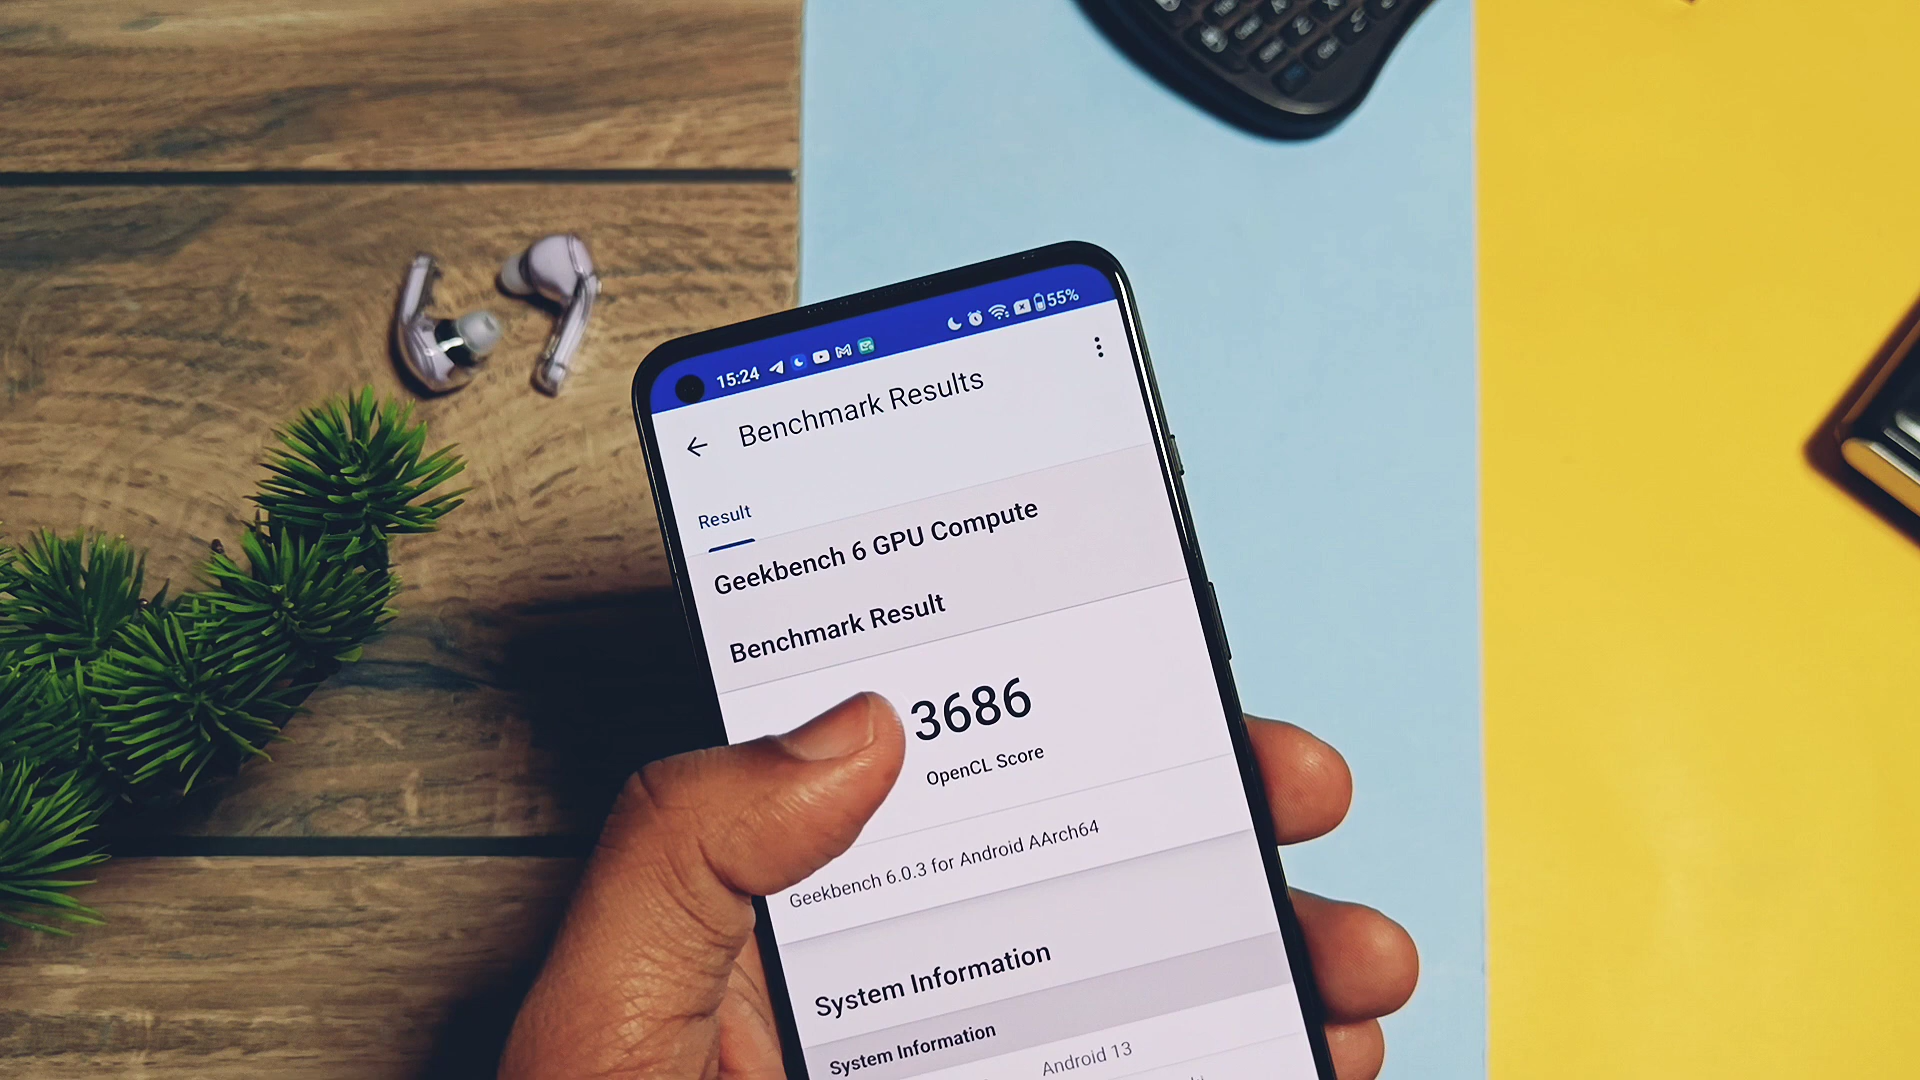 15:24 55%
Benchmark Results
Result
Geekbench 6 GPU Compute
Benchmark Result
3686
OpenCL Score
Geekbench 6.0.3 for Android AArch64
System Information
System Information
Android 13